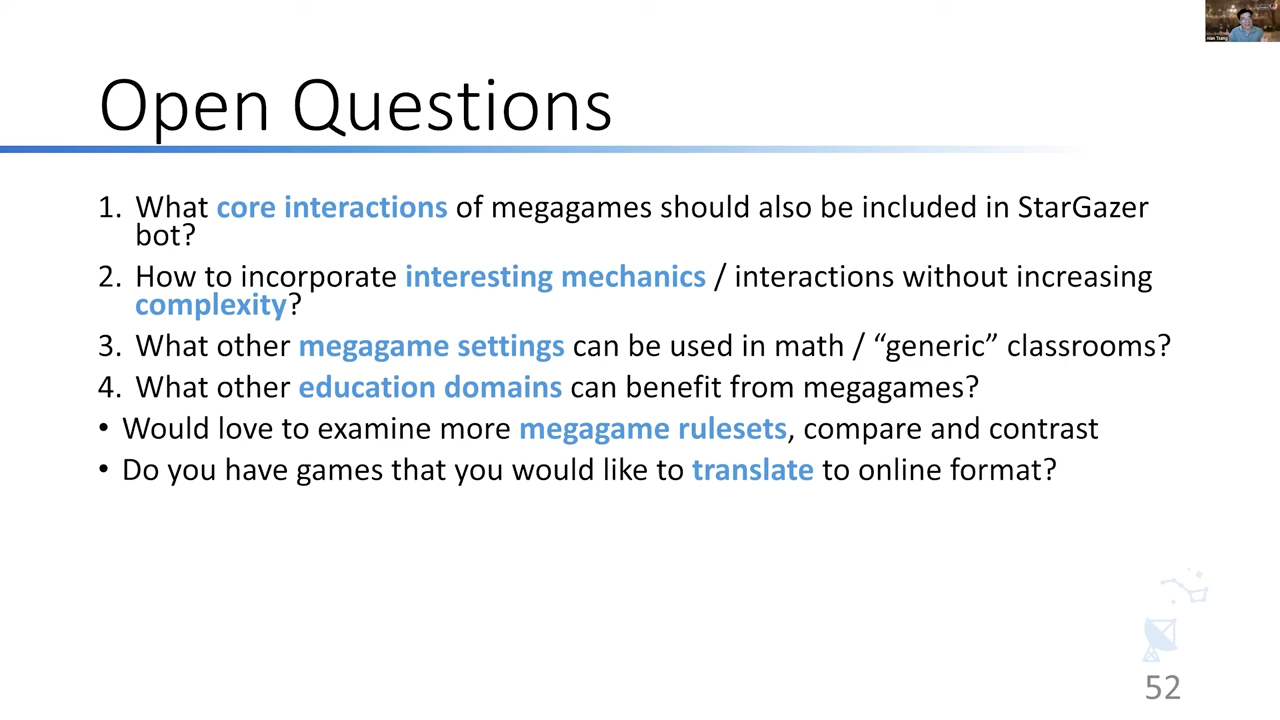 Alan Tsang
Open Questions
1. What core interactions of megagames should also be included in StarGazer
bot?
2. How to incorporate interesting mechanics / interactions without increasing
complexity?
3. What other megagame settings can be used in math / “generic” classrooms?
4. What other education domains can benefit from megagames?
• Would love to examine more megagame rulesets, compare and contrast
• Do you have games that you would like to translate to online format?
52